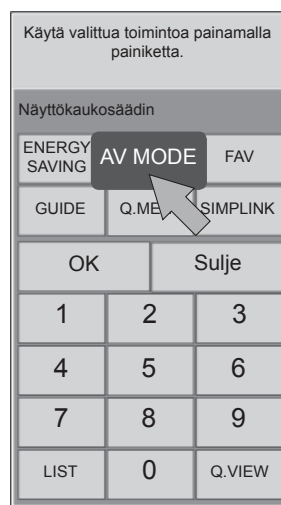 Käytä valittua toimintoa painamalla
painiketta.
Näyttökaukosäädin
ENERGY
SAVING
AV MODE
FAV
GUIDE
Q.ME
SIMPLINK
OK
Sulje
1
2
3
4
5
6
7
8
9
LIST
0
Q.VIEW